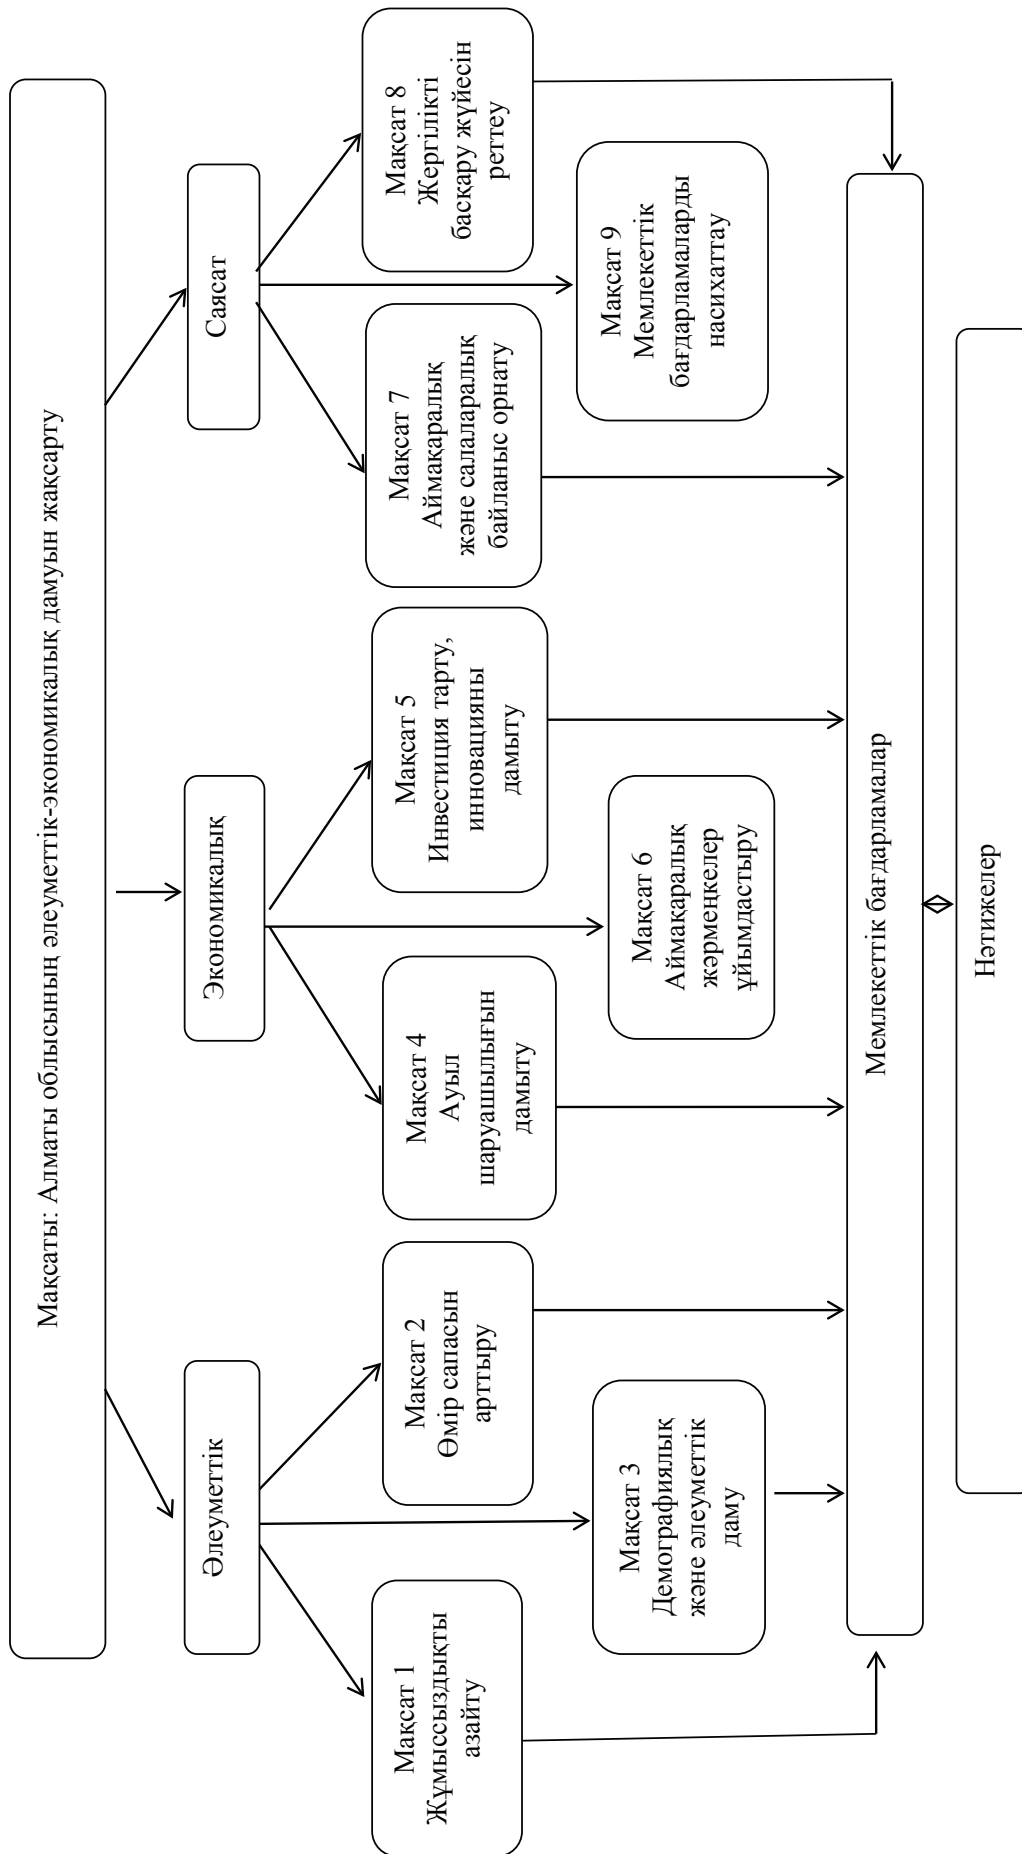 Мақсаты: Алматы облысының әлеуметтік-экономикалық дамуын жақсарту
Әлеуметтік
Экономикалық
Саясат
Мақсат 1
Жұмыссыздықты
азайту
Мақсат 2
Өмір сапасын
арттыру
Мақсат 3
Демографиялық
және әлеуметтік
даму
Мақсат 4
Ауыл
шаруашылығын
дамыту
Мақсат 5
Инвестиция тарту,
инновацияны
дамыту
Мақсат 6
Аймақаралық
жәрмеңкелер
ұйымдастыру
Мақсат 7
Аймақаралық
және салаларалық
байланыс орнату
Мақсат 8
Жергілікті
басқару жүйесін
реттеу
Мақсат 9
Мемлекеттік
бағдарламаларды
насихаттау
Мемлекеттік бағдарламалар
Нәтижелер